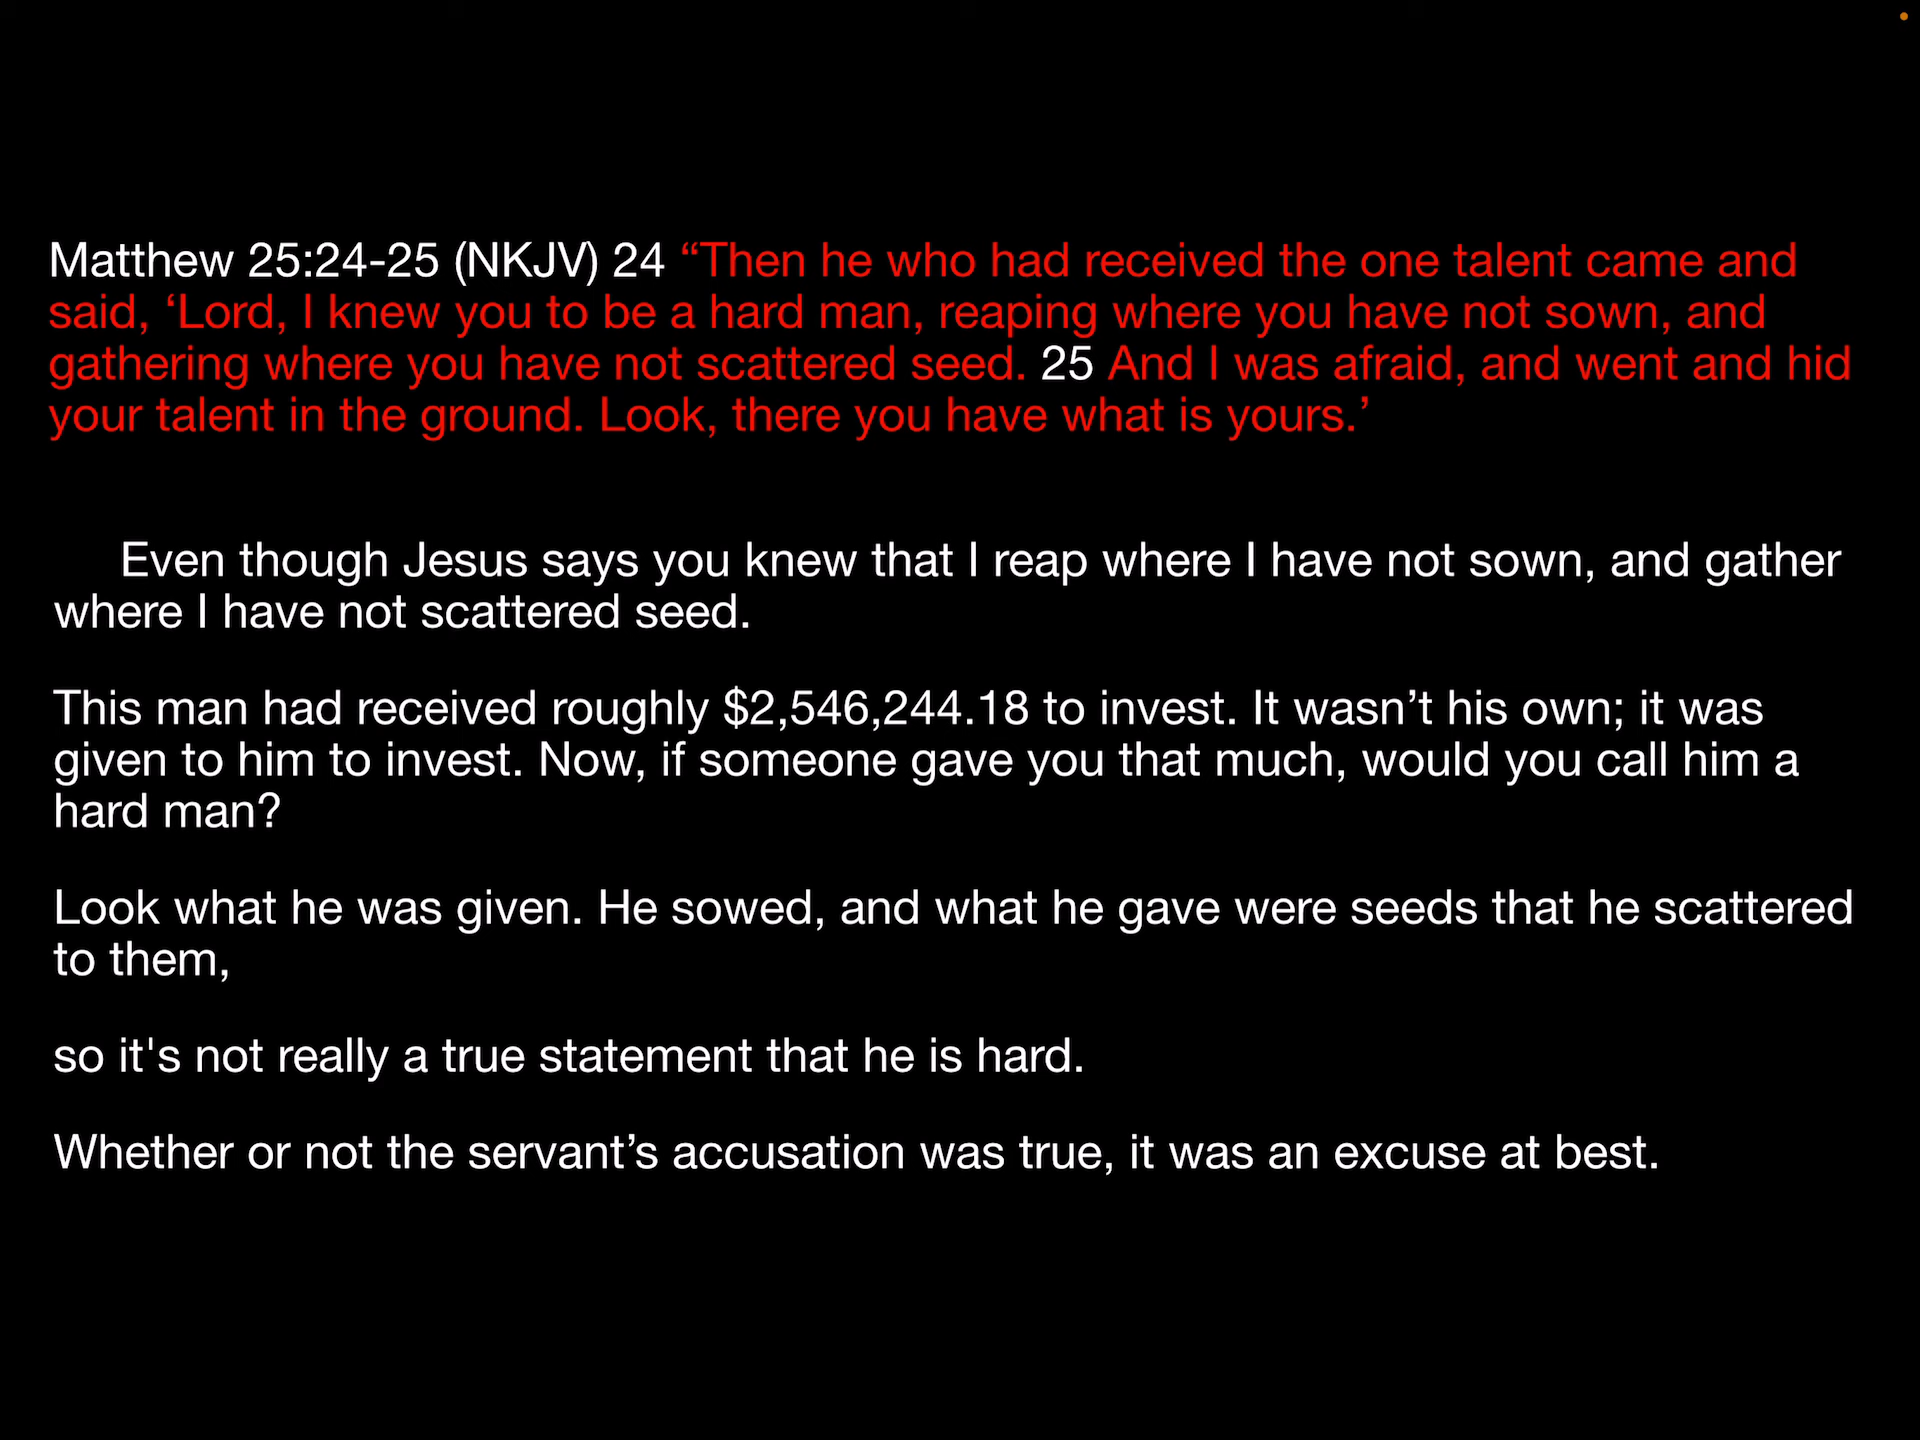 Matthew 25:24-25 (NKJV) 24 “Then he who had received the one talent came and
said, ‘Lord, I knew you to be a hard man, reaping where you have not sown, and
gathering where you have not scattered seed. 25 And I was afraid, and went and hid
your talent in the ground. Look, there you have what is yours.’
Even though Jesus says you knew that I reap where I have not sown, and gather
where I have not scattered seed.
This man had received roughly $2,546,244.18 to invest. It wasn’t his own; it was
given to him to invest. Now, if someone gave you that much, would you call him a
hard man?
Look what he was given. He sowed, and what he gave were seeds that he scattered
to them,
so it's not really a true statement that he is hard.
Whether or not the servant’s accusation was true, it was an excuse at best.